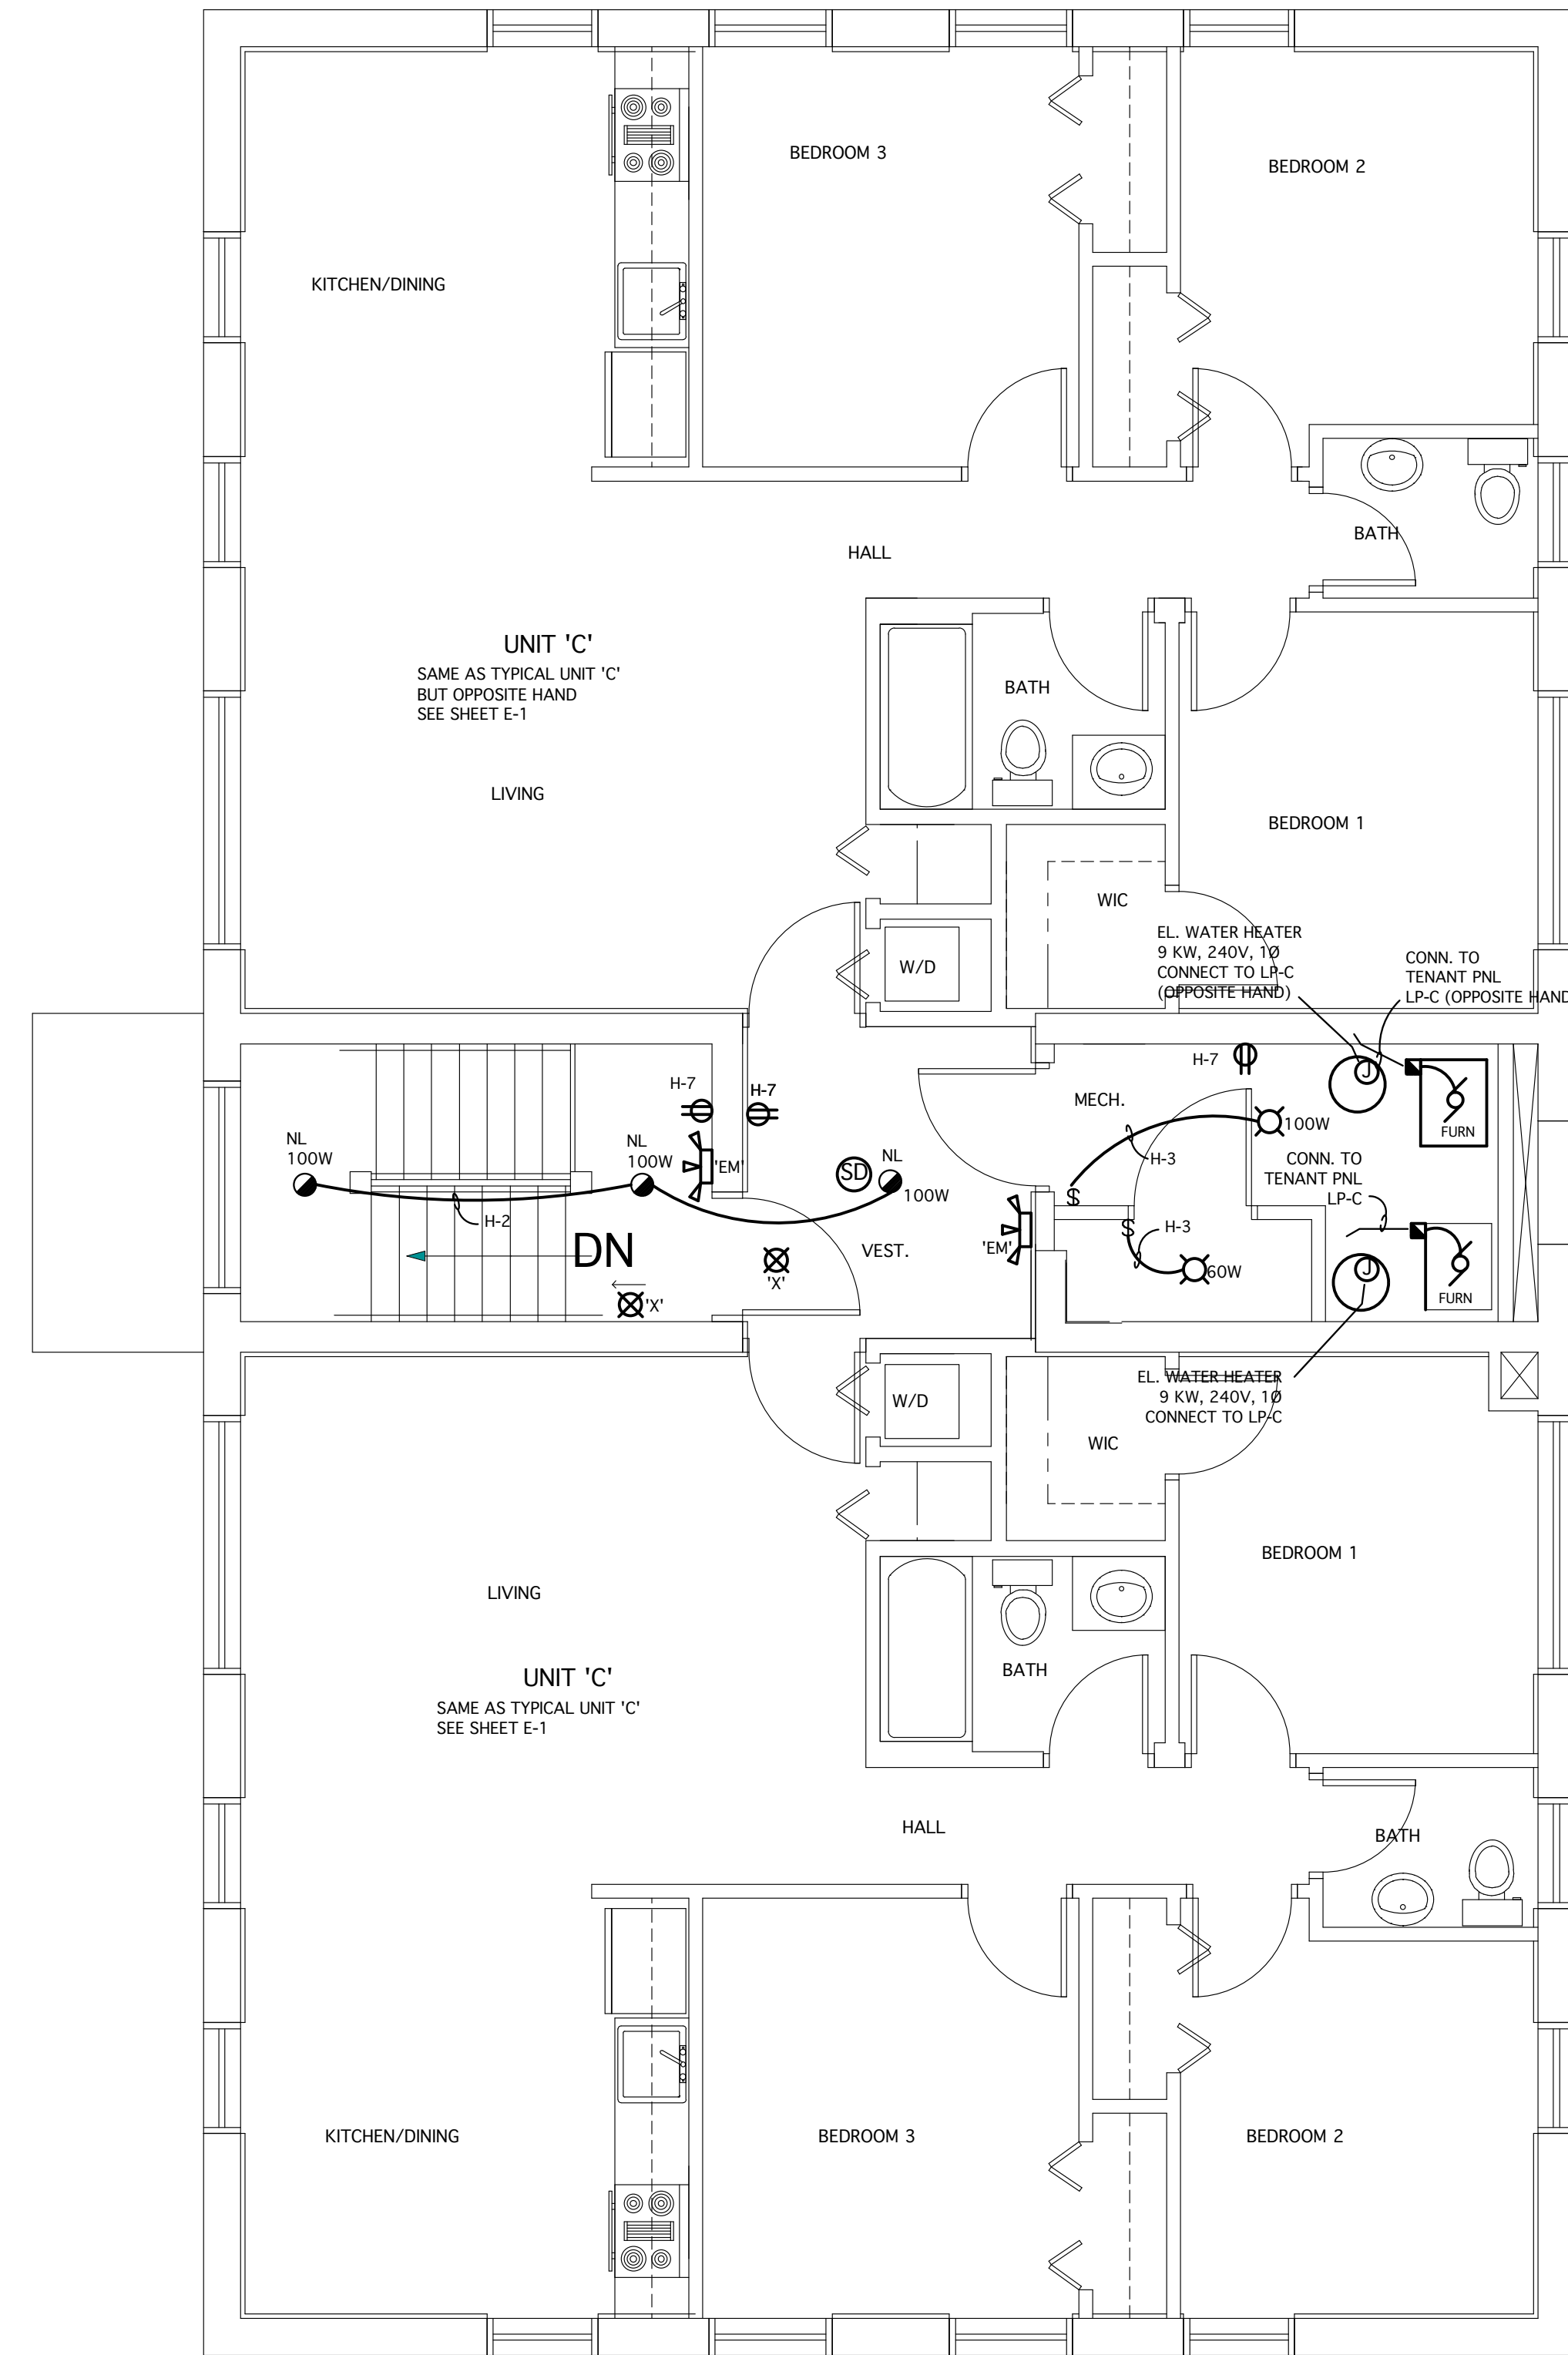 BEDROOM 3
BEDROOM 2
KITCHEN/DINING
BATH
HALL
UNIT 'C'
SAME AS TYPICAL UNIT 'C'
BUT OPPOSITE HAND
SEE SHEET E-1
BATH
LIVING
BEDROOM 1
WIC
EL. WATER HEATER
9 KW, 240V, 1Ø
CONNECT TO LP-C
(OPPOSITE HAND)
CONN. TO
TENANT PNL
LP-C (OPPOSITE HAND
W/D
H-7
H-7
H-7
J
MECH.
100W
FURN
NL
100W
NL
100W
'EM'
SD
NL
100W
H-3
CONN. TO
TENANT PNL
LP-C
$
H-2
DN
'X'
'X'
VEST.
'EM'
$
H-3
60W
J
FURN
EL. WATER HEATER
9 KW, 240V, 1Ø
CONNECT TO LP-C
W/D
WIC
BEDROOM 1
LIVING
BATH
UNIT 'C'
SAME AS TYPICAL UNIT 'C'
SEE SHEET E-1
HALL
BATH
KITCHEN/DINING
BEDROOM 3
BEDROOM 2